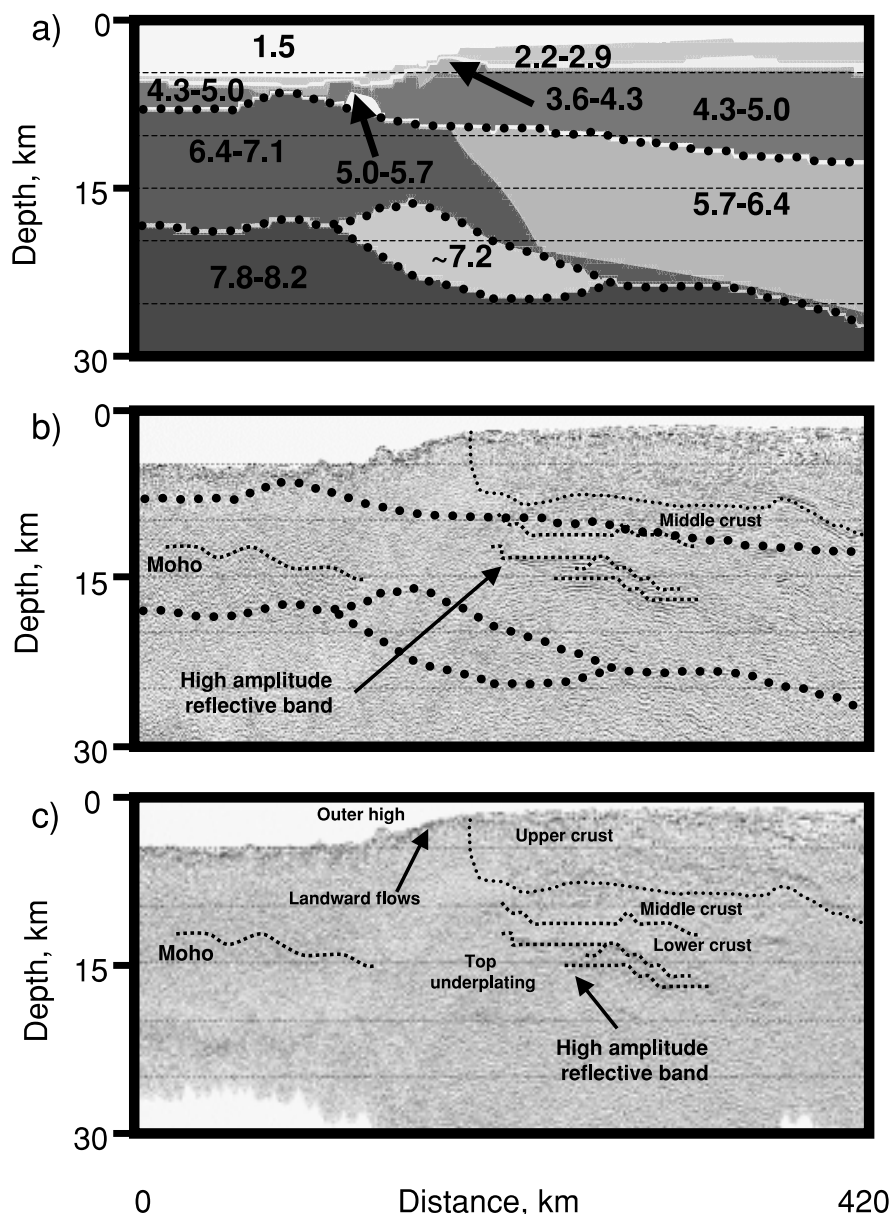 a)
0
15
30
Depth, km
1.5
2.2-2.9
4.3-5.0
3.6-4.3
4.3-5.0
6.4-7.1
5.0-5.7
5.7-6.4
~7.2
7.8-8.2
b)
0
15
30
Depth, km
Middle crust
Moho
High amplitude
reflective band
c)
0
15
30
Depth, km
Outer high
Upper crust
Landward flows
Middle crust
Moho
Lower crust
Top
underplating
High amplitude
reflective band
0
Distance, km
420